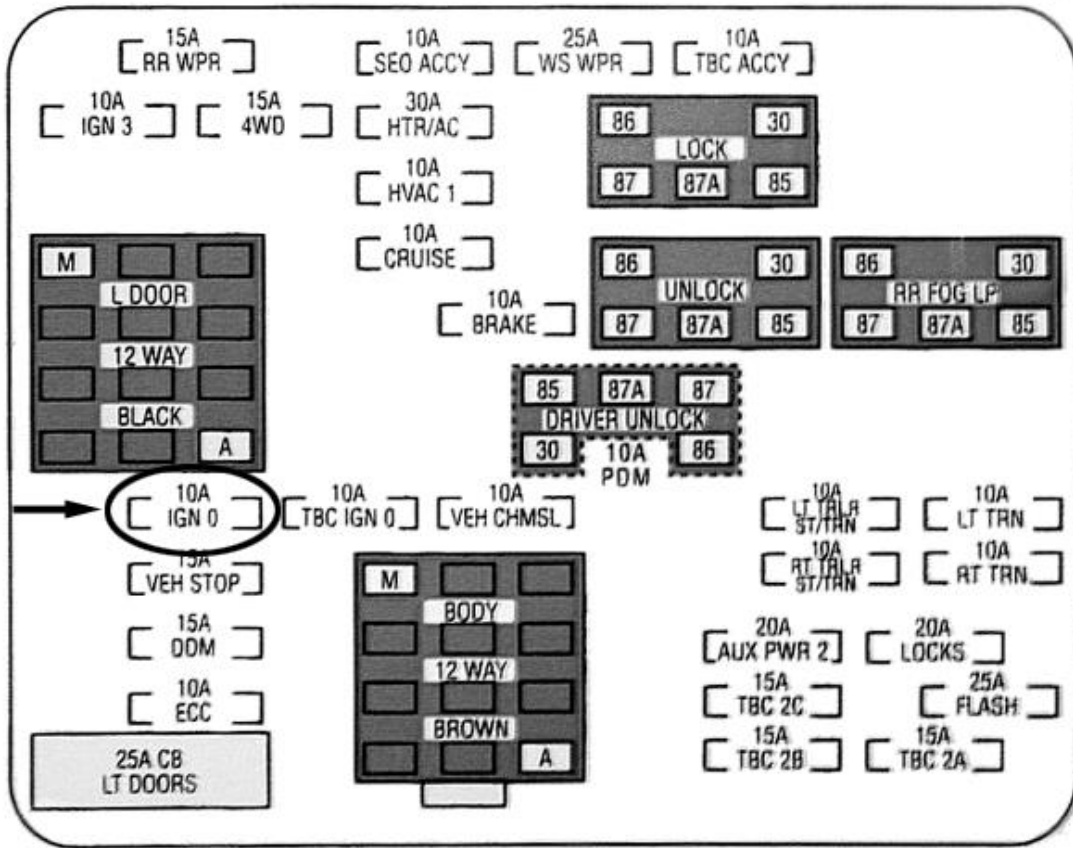 15A
RR WPR
10A
SEO ACCY
25A
WS WPR
10A
TBC ACCY
10A
IGN 3
15A
4WD
30A
HTR/AC
10A
HVAC 1
10A
CRUISE
10A
BRAKE
86
30
LOCK
87
87A
85
M
L DOOR
12 WAY
BLACK
A
86
30
UNLOCK
87
87A
85
86
30
RR FOG LP
87
87A
85
85
87A
87
DRIVER UNLOCK
30
10A
PDM
86
10A
IGN 0
10A
TBC IGN 0
10A
VEH CHMSL
10A
LT TRLR
ST/TRN
10A
LT TRN
15A
VEH STOP
10A
RT TRLR
ST/TRN
10A
RT TRN
15A
DDM
10A
ECC
25A CB
LT DOORS
M
BODY
12 WAY
BROWN
A
20A
AUX PWR 2
20A
LOCKS
15A
TBC 2C
25A
FLASH
15A
TBC 2B
15A
TBC 2A